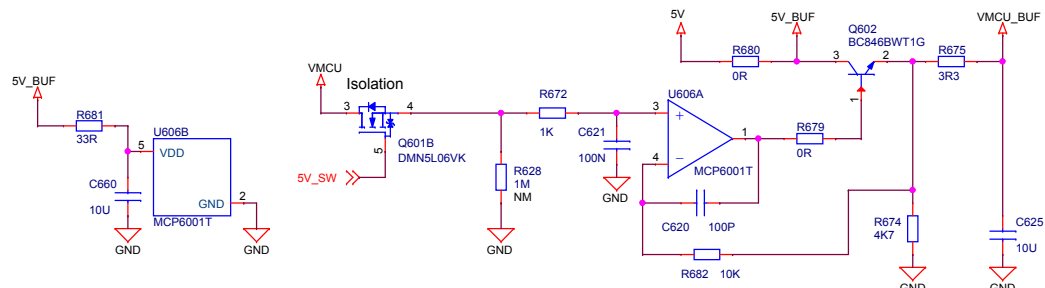 5V_BUF
R681
33R
U606B
5
VDD
C660
10U
GND
2
MCP6001T
GND
GND
VMCU
Isolation
3
4
Q601B
DMN5L06VK
5
5V_SW
R672
1K
R628
1M
NM
GND
C621
100N
GND
5V
R680
0R
5V_BUF
Q602
BC846BWT1G
3
2
1
R675
3R3
VMCU_BUF
U606A
3
+
4
−
1
MCP6001T
R679
0R
C620
100P
R682
10K
R674
4K7
GND
C625
10U
GND